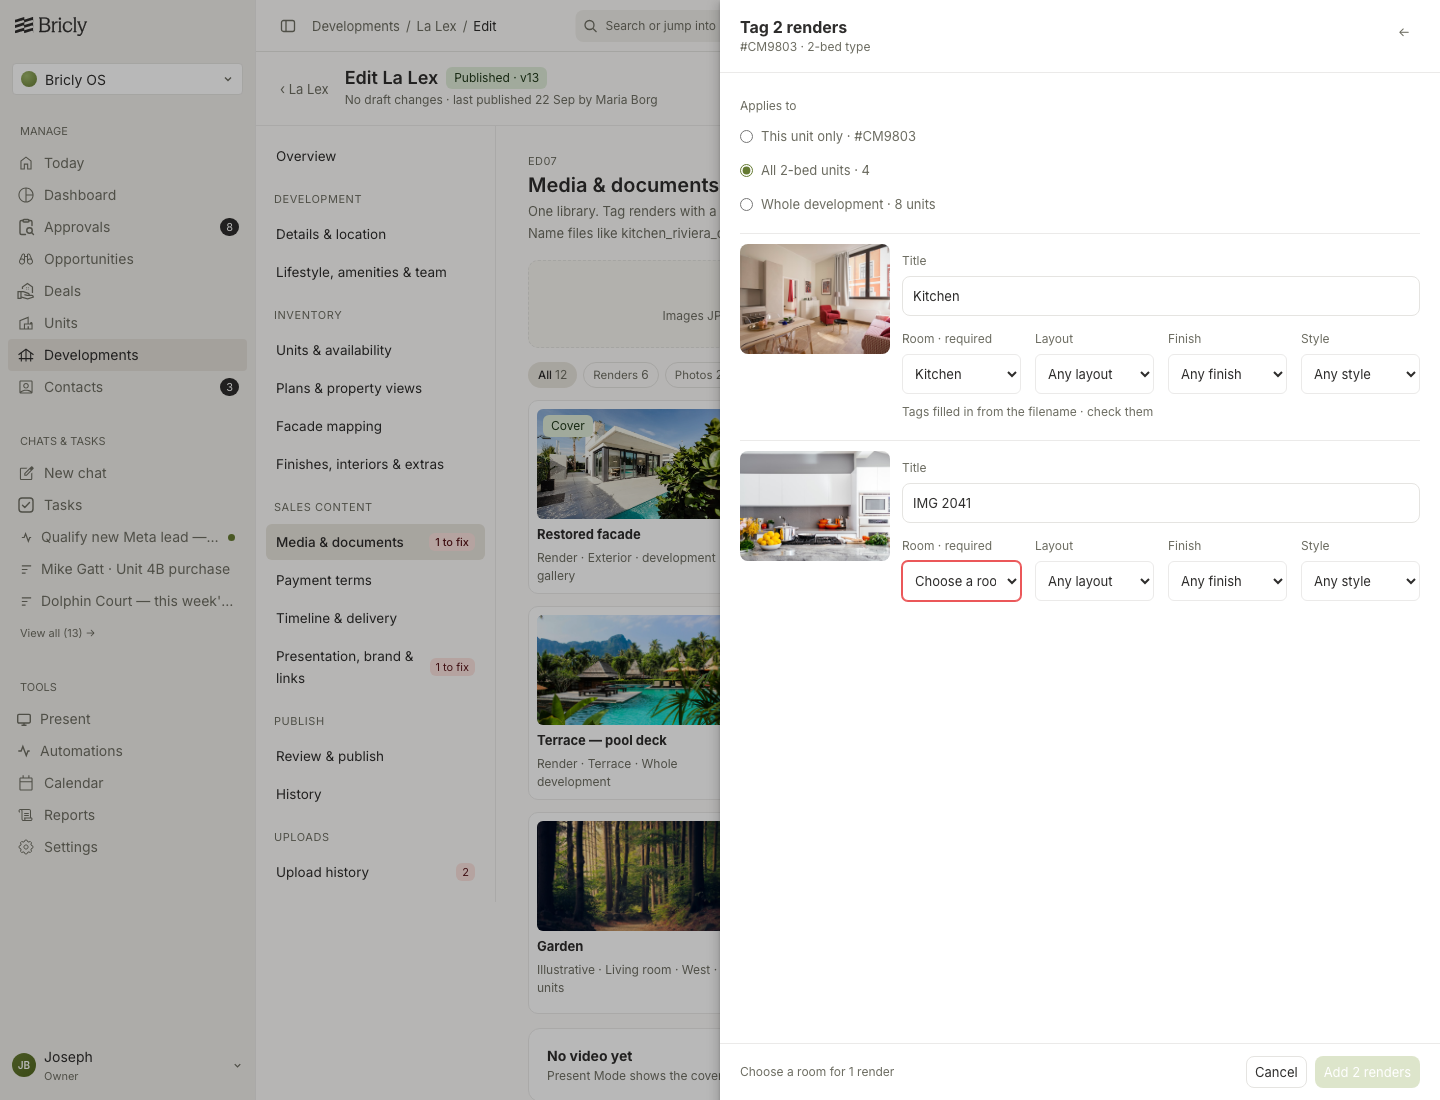 Bricly
Bricly OS
MANAGE
Today
Dashboard
Approvals 8
Opportunities
Deals
Units
Developments
Contacts 3
CHATS & TASKS
New chat
Tasks
Qualify new Meta lead —...
Mike Gatt · Unit 4B purchase
Dolphin Court — this week'...
View all (13) →
TOOLS
Present
Automations
Calendar
Reports
Settings
JB Joseph
Owner
Developments / La Lex / Edit
Search or jump into
‹ La Lex
Edit La Lex Published · v13
No draft changes · last published 22 Sep by Maria Borg
Overview
DEVELOPMENT
Details & location
Lifestyle, amenities & team
INVENTORY
Units & availability
Plans & property views
Facade mapping
Finishes, interiors & extras
SALES CONTENT
Media & documents 1 to fix
Payment terms
Timeline & delivery
Presentation, brand &
links
1 to fix
PUBLISH
Review & publish
History
UPLOADS
Upload history 2
ED07
Media & documents
One library. Tag renders with a
Name files like kitchen_riviera_
Images JP
All 12 Renders 6 Photos 2
Cover
Restored facade
Render · Exterior · development
gallery
Terrace — pool deck
Render · Terrace · Whole
development
Garden
Illustrative · Living room · West ·
units
No video yet
Present Mode shows the cover
Tag 2 renders
#CM9803 · 2-bed type
←
Applies to
This unit only · #CM9803
All 2-bed units · 4
Whole development · 8 units
Title
Kitchen
Room · required Layout Finish Style
Kitchen Any layout Any finish Any style
Tags filled in from the filename · check them
Title
IMG 2041
Room · required Layout Finish Style
Choose a roo Any layout Any finish Any style
Choose a room for 1 render
Cancel
Add 2 renders